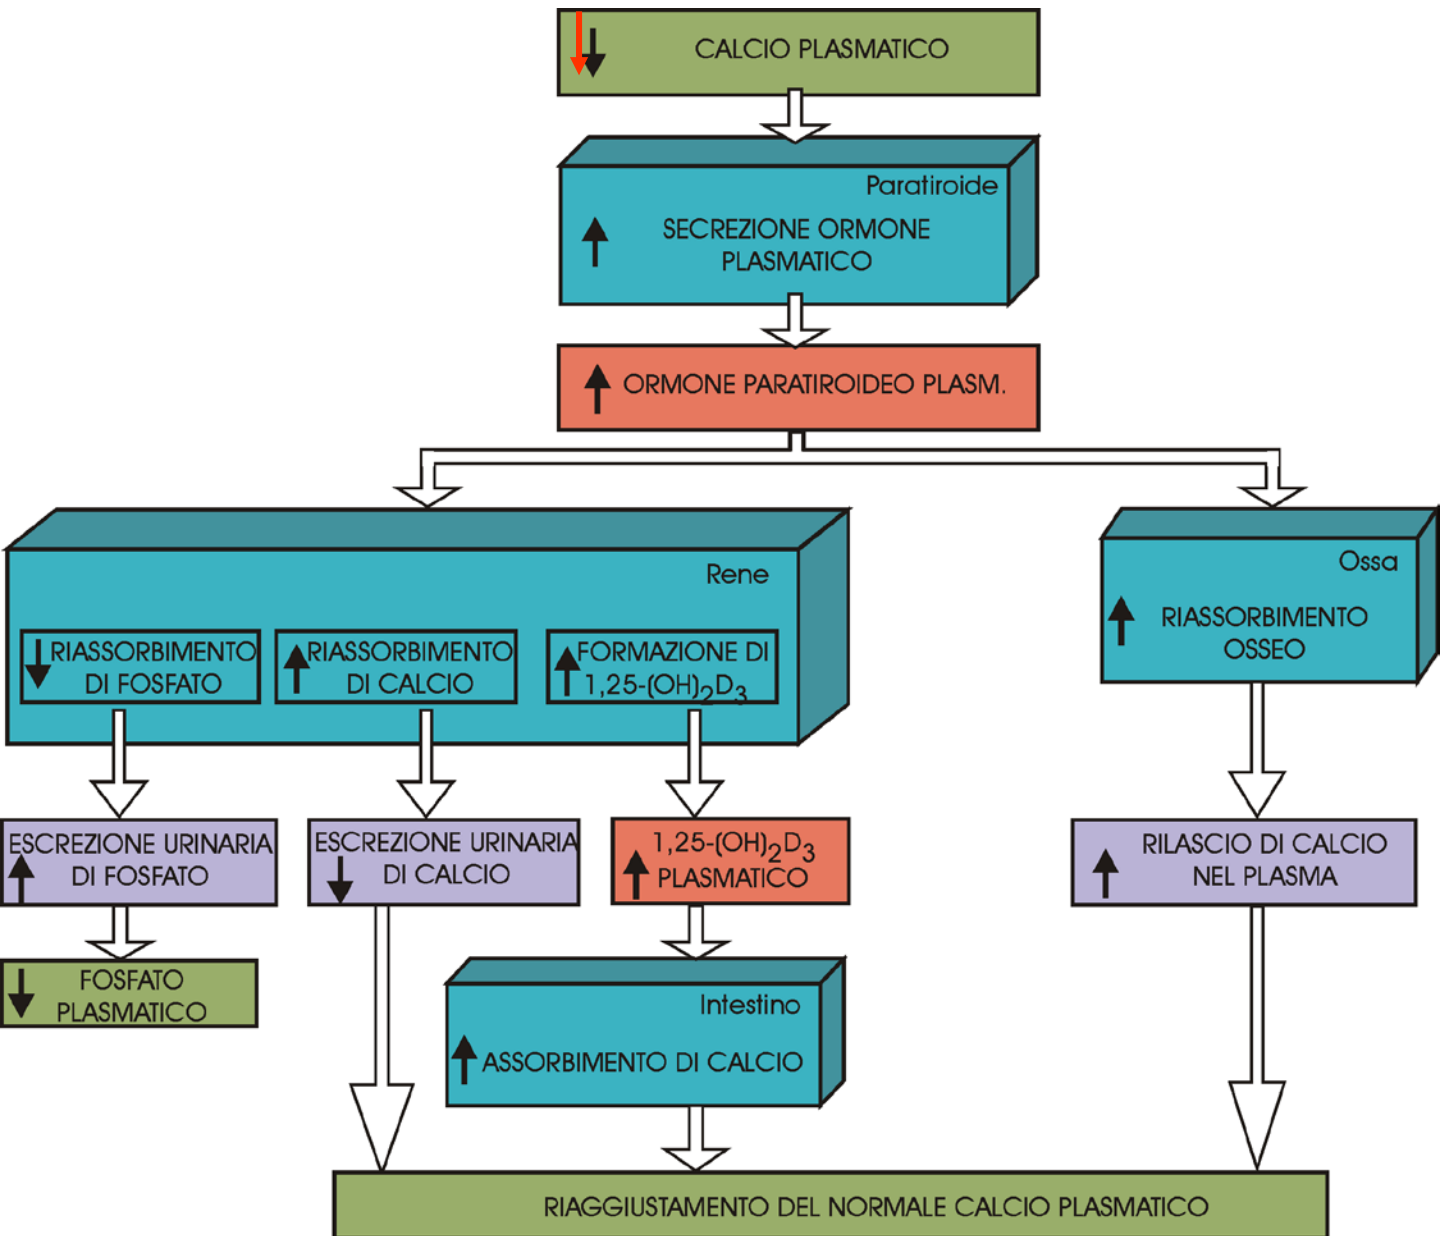 CALCIO PLASMATICO
Paratiroide
SECREZIONE ORMONE
PLASMATICO
ORMONE PARATIROIDEO PLASM.
Rene
RIASSORBIMENTO
DI FOSFATO
RIASSORBIMENTO
DI CALCIO
FORMAZIONE DI
1,25-(OH)₂D₃
Ossa
RIASSORBIMENTO
OSSEO
ESCREZIONE URINARIA
DI FOSFATO
ESCREZIONE URINARIA
DI CALCIO
1,25-(OH)₂D₃
PLASMATICO
RILASCIO DI CALCIO
NEL PLASMA
FOSFATO
PLASMATICO
Intestino
ASSORBIMENTO DI CALCIO
RIAGGIUSTAMENTO DEL NORMALE CALCIO PLASMATICO